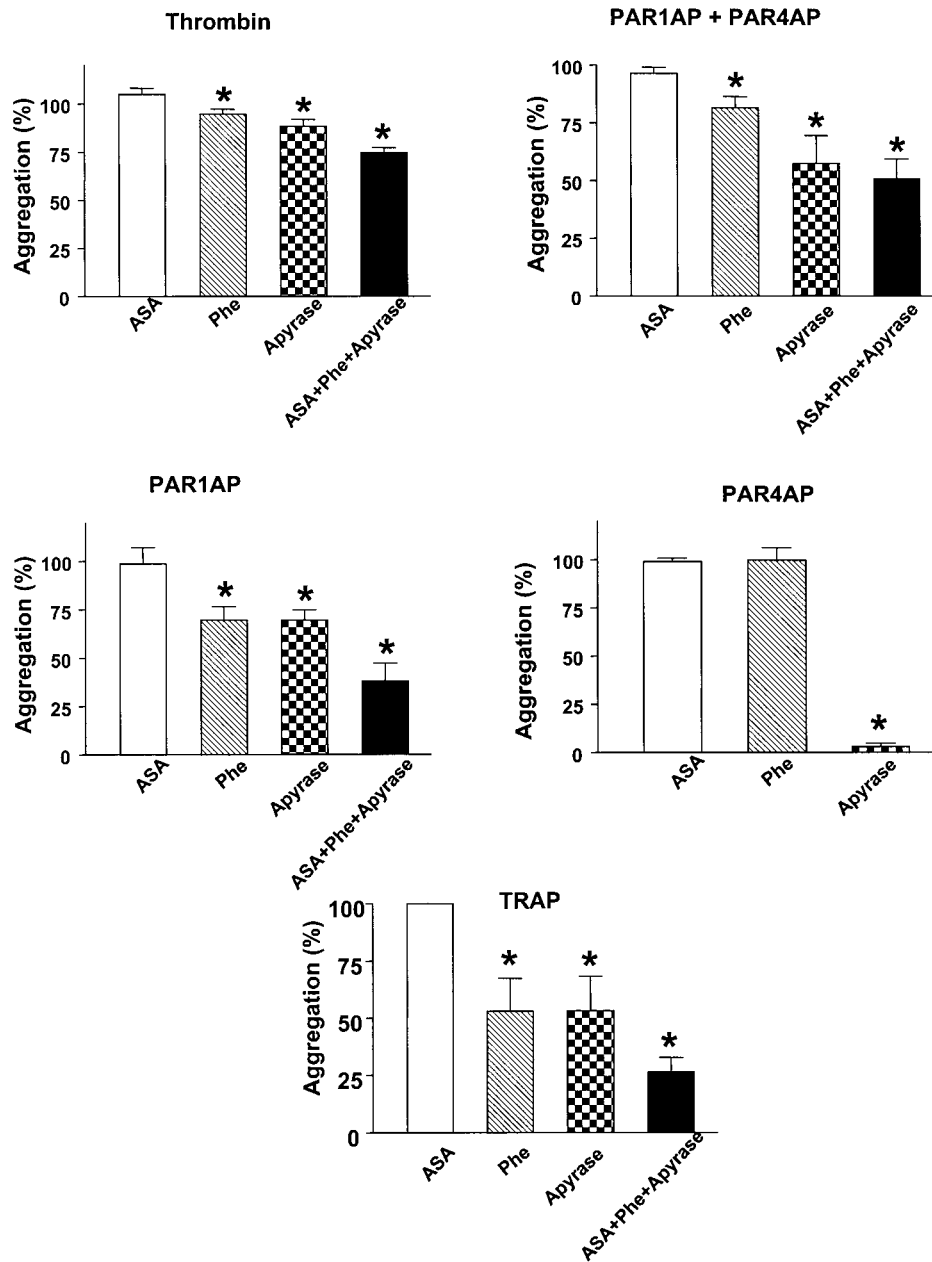 Thrombin
Aggregation (%)
100
75
50
25
0
*
*
*
ASA
Phe
Apyrase
ASA+Phe+Apyrase
PAR1AP + PAR4AP
Aggregation (%)
100
75
50
25
0
*
*
*
ASA
Phe
Apyrase
ASA+Phe+Apyrase
PAR1AP
Aggregation (%)
100
75
50
25
0
*
*
*
ASA
Phe
Apyrase
ASA+Phe+Apyrase
PAR4AP
Aggregation (%)
100
75
50
25
0
*
ASA
Phe
Apyrase
TRAP
Aggregation (%)
100
75
50
25
0
*
*
*
ASA
Phe
Apyrase
ASA+Phe+Apyrase